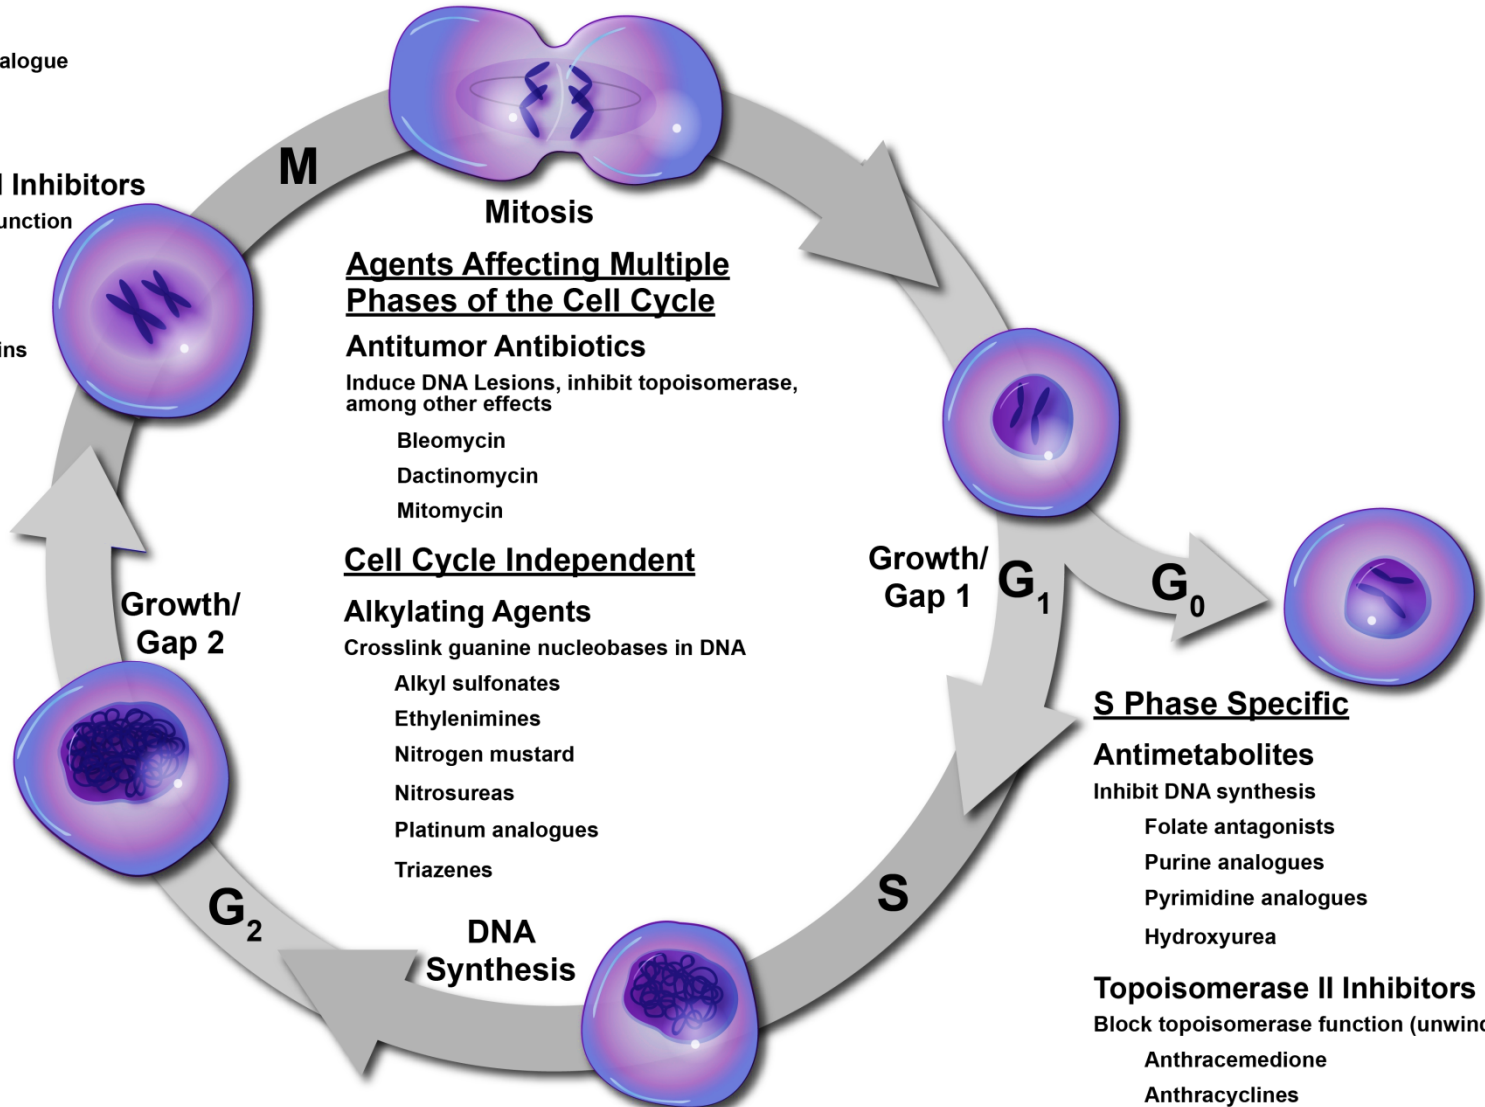 alogue
Inhibitors
unction
ins
M
Mitosis
Agents Affecting Multiple
Phases of the Cell Cycle
Antitumor Antibiotics
Induce DNA Lesions, inhibit topoisomerase,
among other effects
Bleomycin
Dactinomycin
Mitomycin
Cell Cycle Independent
Alkylating Agents
Crosslink guanine nucleobases in DNA
Alkyl sulfonates
Ethylenimines
Nitrogen mustard
Nitrosureas
Platinum analogues
Triazenes
Growth/
Gap 1
G1
G0
Growth/
Gap 2
G2
DNA
Synthesis
S
S Phase Specific
Antimetabolites
Inhibit DNA synthesis
Folate antagonists
Purine analogues
Pyrimidine analogues
Hydroxyurea
Topoisomerase II Inhibitors
Block topoisomerase function (unwin
Anthracemedione
Anthracyclines